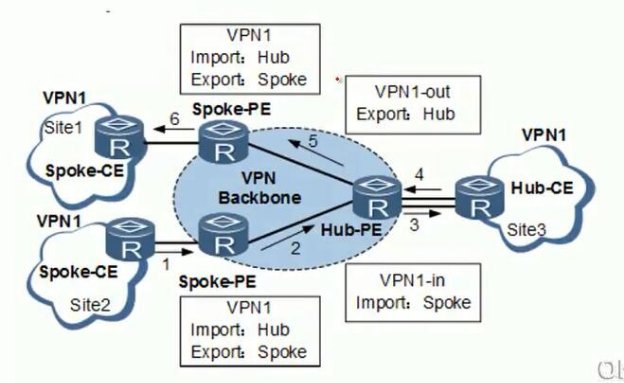 VPN1
Import: Hub
Export: Spoke
VPN1-out
Export: Hub
VPN1
Site1
Spoke-CE
6
Spoke-PE
5
VPN
Backbone
4
VPN1
Hub-CE
Site3
Hub-PE
3
VPN1
Spoke-CE
Site2
1
2
Spoke-PE
VPN1-in
Import: Spoke
VPN1
Import: Hub
Export: Spoke
R
R
R
R
R
R